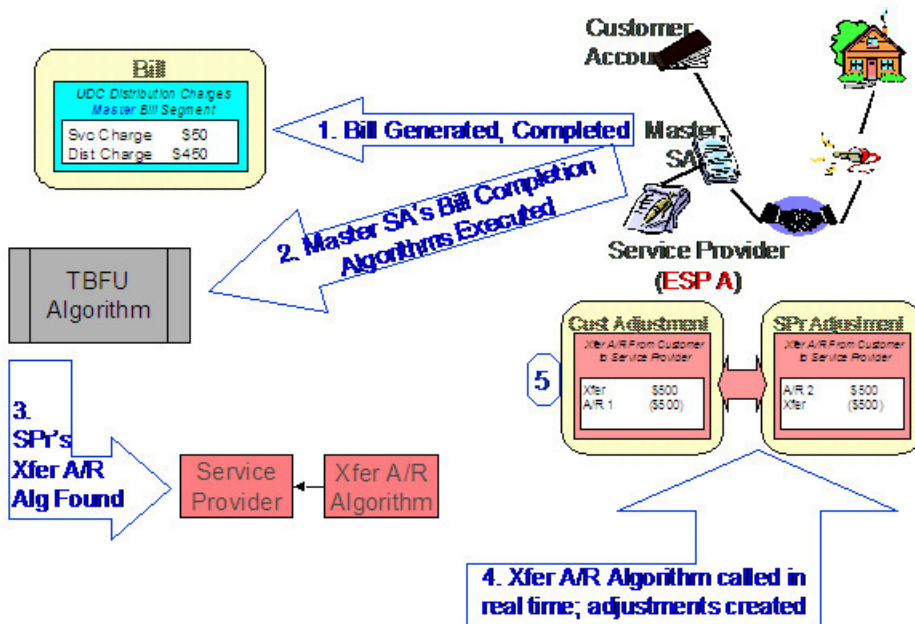 Customer
Account
Bill
UDC Distribution Charges
Master Bill Segment
Svc Charge $50
Dist Charge $450
1. Bill Generated, Completed
Master
SA
2. Master SA's Bill Completion
Algorithms Executed
Service Provider
(ESP A)
TBFU
Algorithm
Cust Adjustment
Xfer A/R From Customer
to Service Provider
Xfer $500
A/R 1 ($500)
SPr Adjustment
Xfer A/R From Customer
to Service Provider
A/R 2 $500
Xfer ($500)
5
3.
SPr's
Xfer A/R
Alg Found
Service
Provider
Xfer A/R
Algorithm
4. Xfer A/R Algorithm called in
real time; adjustments created